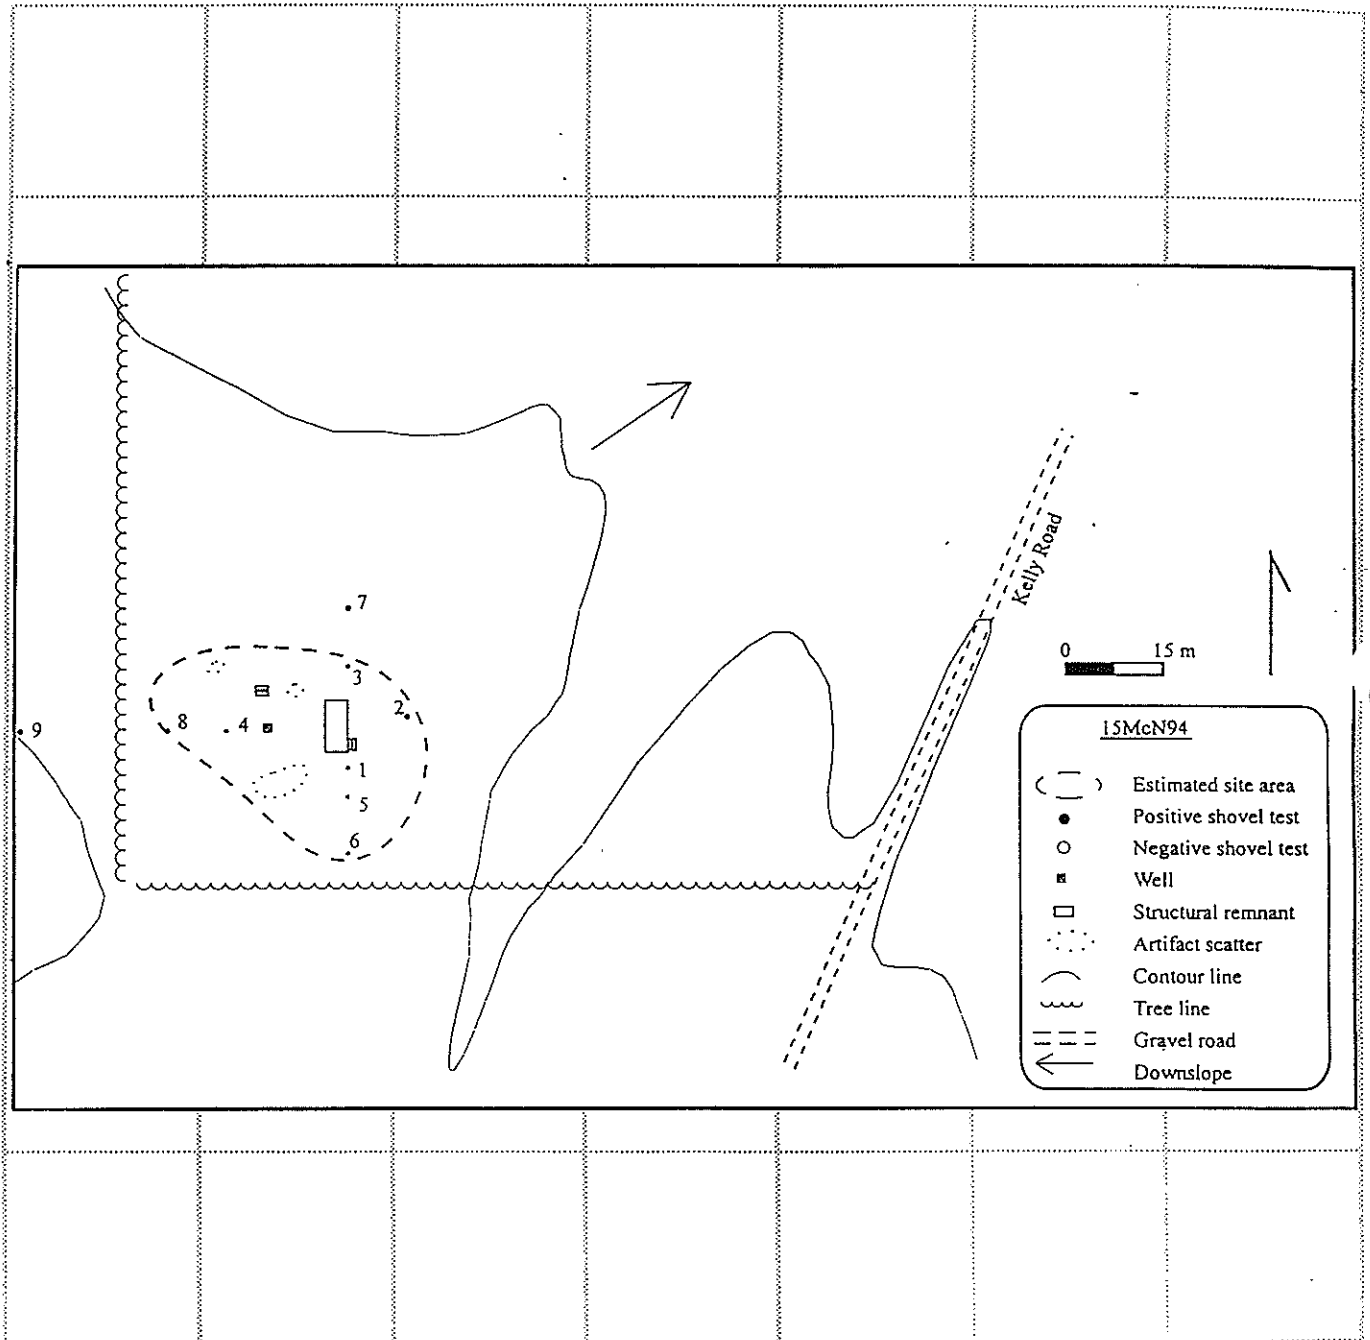 Kelly Road
7
3
2
9
8
4
1
5
6
0 15 m
15McN94
Estimated site area
Positive shovel test
Negative shovel test
Well
Structural remnant
Artifact scatter
Contour line
Tree line
Gravel road
Downslope